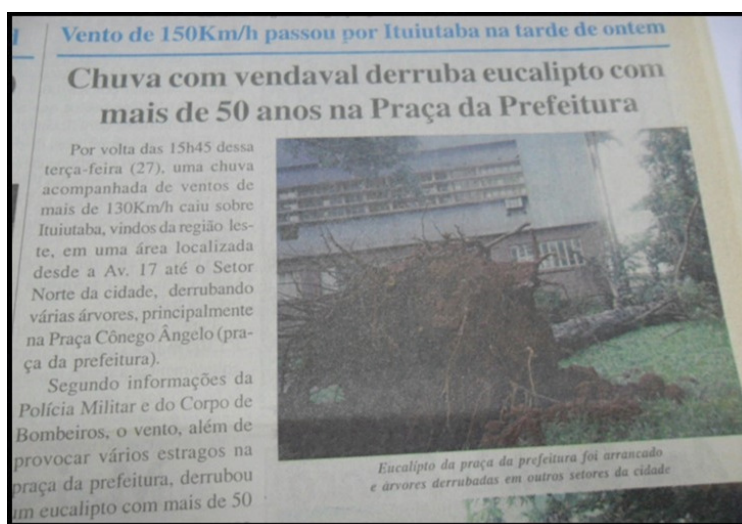 Vento de 150Km/h passou por Ituiutaba na tarde de ontem
Chuva com vendaval derruba eucalipto com
mais de 50 anos na Praça da Prefeitura
Por volta das 15h45 dessa
terça-feira (27), uma chuva
acompanhada de ventos de
mais de 130Km/h caiu sobre
Ituiutaba, vindos da região les-
te, em uma área localizada
desde a Av. 17 até o Setor
Norte da cidade, derrubando
várias árvores, principalmente
na Praça Cônego Ângelo (pra-
ça da prefeitura).
Segundo informações da
Polícia Militar e do Corpo de
Bombeiros, o vento, além de
provocar vários estragos na
praça da prefeitura, derrubou
um eucalipto com mais de 50
Eucalipto da praça da prefeitura foi arrancado
e árvores derrubadas em outros setores da cidade